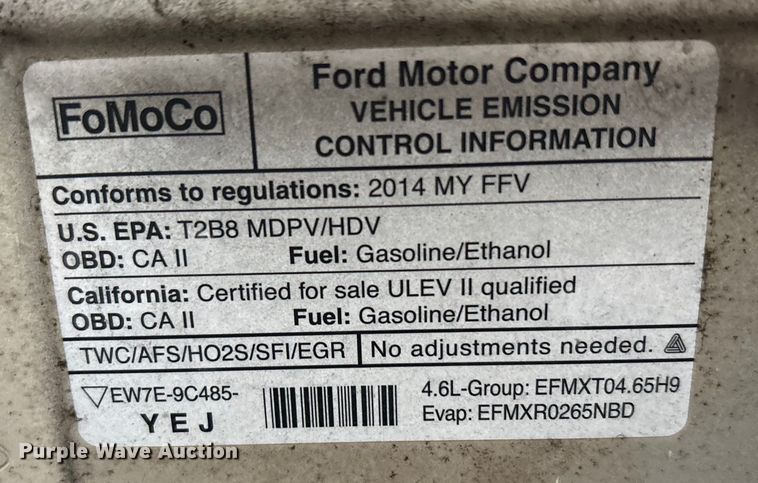 FoMoCo
Ford Motor Company
VEHICLE EMISSION
CONTROL INFORMATION
Conforms to regulations: 2014 MY FFV
U.S. EPA: T2B8 MDPV/HDV
OBD: CA II Fuel: Gasoline/Ethanol
California: Certified for sale ULEV II qualified
OBD: CA II Fuel: Gasoline/Ethanol
TWC/AFS/HO2S/SFI/EGR No adjustments needed.
EW7E-9C485-
YEJ
4.6L-Group: EFMXT04.65H9
Evap: EFMXR0265NBD
Purple Wave Auction